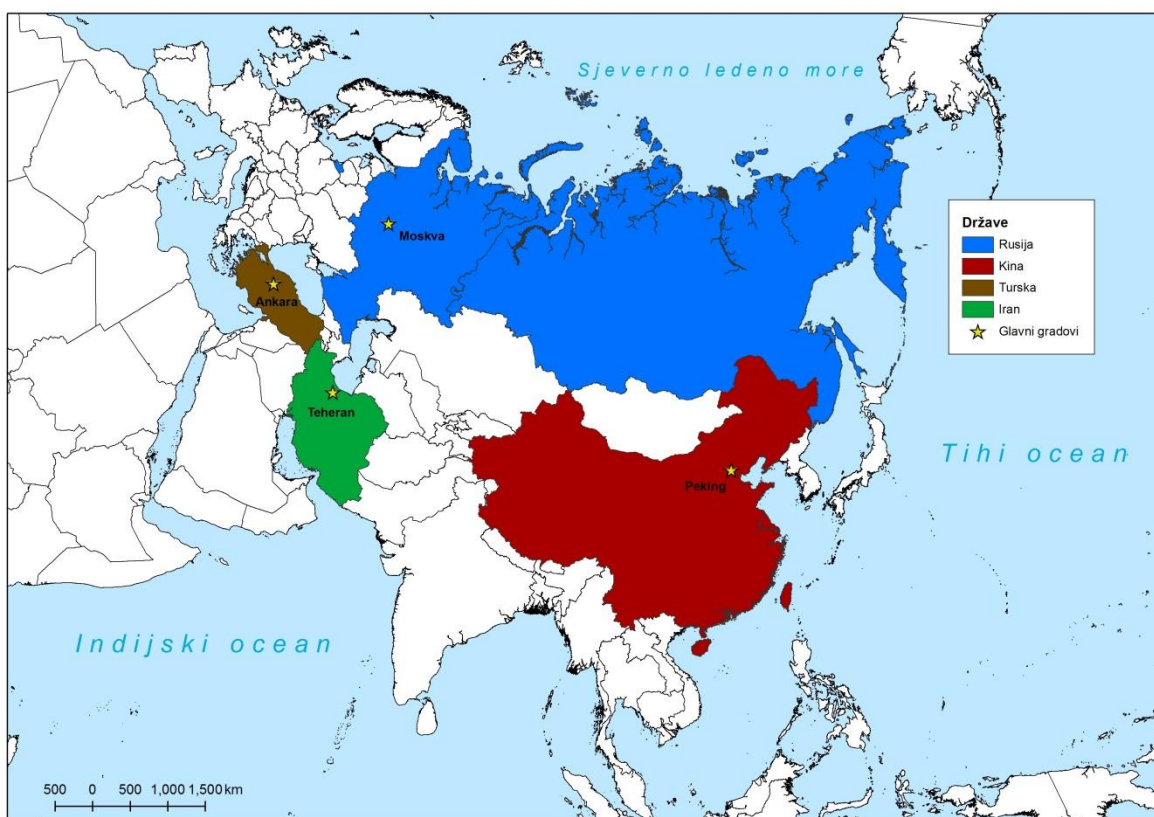 Sjeverno ledeno more
Države
Rusija
Kina
Turska
Iran
Glavni gradovi
Moskva
Ankara
Teheran
Peking
Tihi ocean
Indijski ocean
500 0 500 1,000 1,500 km